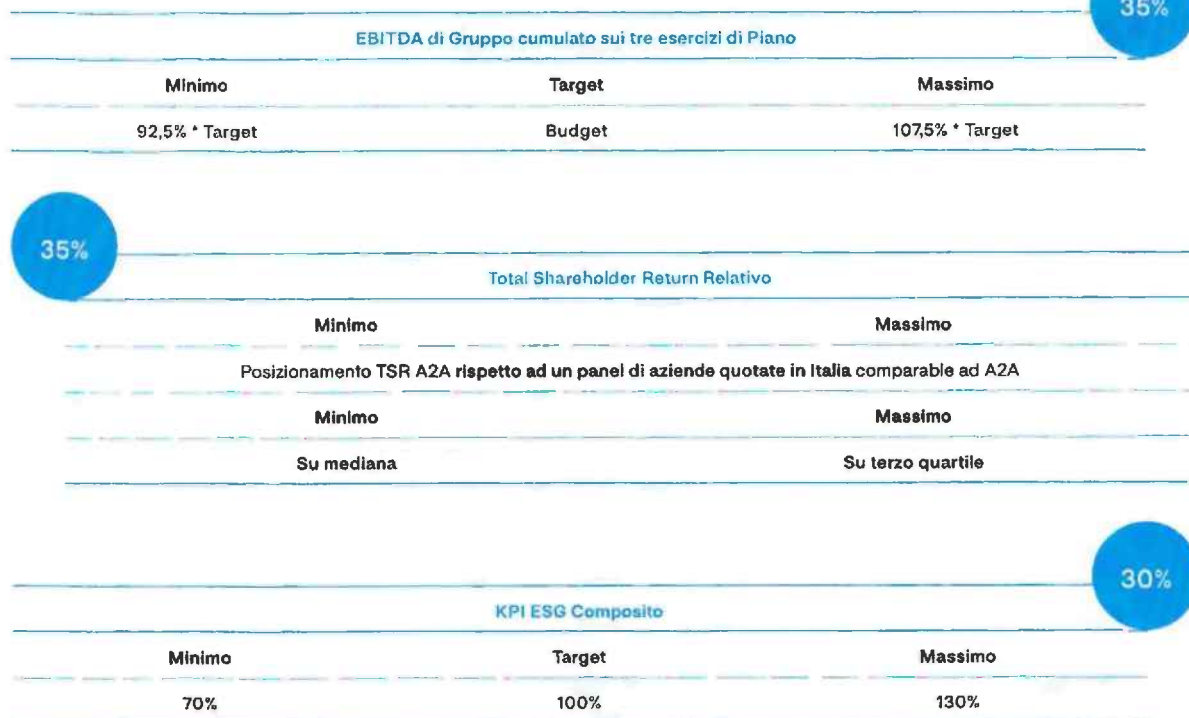 35%
EBITDA di Gruppo cumulato sui tre esercizi di Piano
Minimo Target Massimo
92,5% * Target Budget 107,5% * Target
35%
Total Shareholder Return Relativo
Minimo Massimo
Posizionamento TSR A2A rispetto ad un panel di aziende quotate in Italia comparable ad A2A
Minimo Massimo
Su mediana Su terzo quartile
30%
KPI ESG Composito
Minimo Target Massimo
70% 100% 130%